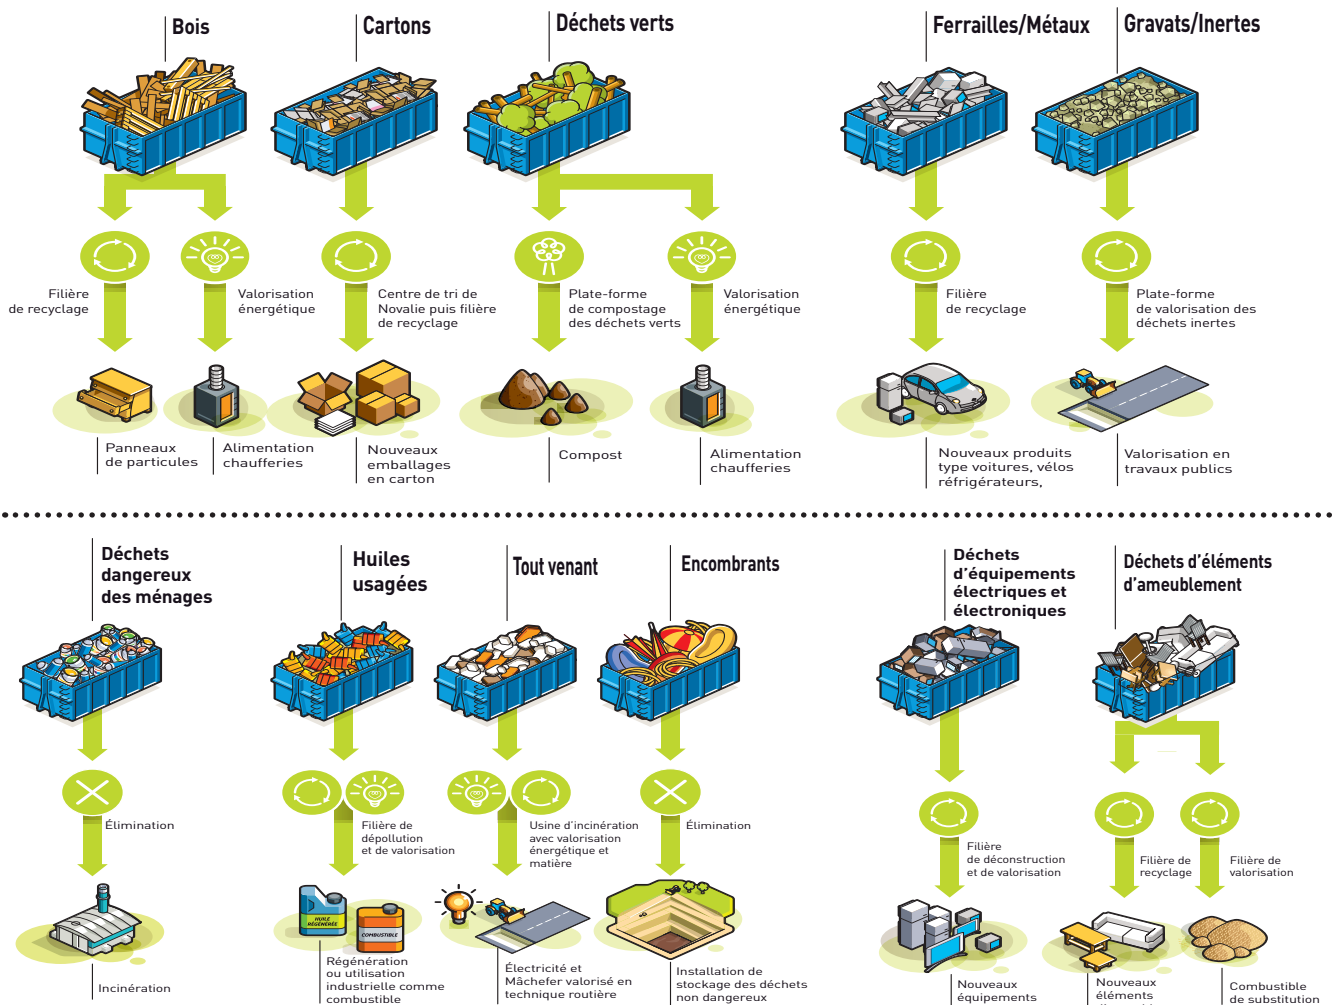 Bois
Cartons
Déchets verts
Ferrailles/Métaux
Gravats/Inertes
Filière
de recyclage
Valorisation
énergétique
Centre de tri de
Novalie puis filière
de recyclage
Plate-forme
de compostage
des déchets verts
Valorisation
énergétique
Filière
de recyclage
Plate-forme
de valorisation des
déchets inertes
Panneaux
de particules
Alimentation
chaufferies
Nouveaux
emballages
en carton
Compost
Alimentation
chaufferies
Nouveaux produits
type voitures, vélos
réfrigérateurs,
Valorisation en
travaux publics
Déchets
dangereux
des ménages
Huiles
usagées
Tout venant
Encombrants
Déchets
d'équipements
électriques et
électroniques
Déchets d'éléments
d'ameublement
Élimination
Filière de
dépollution
et de valorisation
Usine d'incinération
avec valorisation
énergétique et
matière
Élimination
Filière
de déconstruction
et de valorisation
Filière de
recyclage
Filière de
valorisation
HUILE
RÉGÉNÉRÉE
COMBUSTIBLE
Incinération
Régénération
ou utilisation
industrielle comme
combustible
Électricité et
Mâchefer valorisé en
technique routière
Installation de
stockage des déchets
non dangereux
Nouveaux
équipements
Nouveaux
éléments
Combustible
de substitution